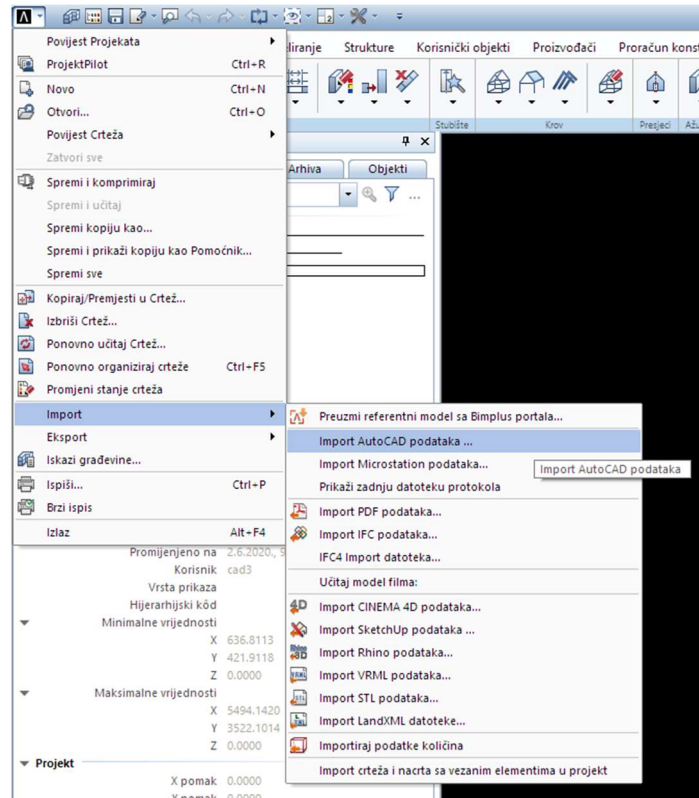 eliranje Strukture Korisnički objekti Proizvođači Proračun kons
Stubište Krov Presjeci Ažu
Povijest Projekata
ProjektPilot Ctrl+R
Novo Ctrl+N
Otvori... Ctrl+O
Povijest Crteža
Zatvori sve
Spremi i komprimiraj
Spremi i učitaj
Spremi kopiju kao...
Spremi i prikaži kopiju kao Pomoćnik...
Spremi sve
Kopiraj/Premjesti u Crtež...
Izbriši Crtež...
Ponovno učitaj Crtež...
Ponovno organiziraj crteže Ctrl+F5
Promjeni stanje crteža
Import
Eksport
Iskazi građevine...
Ispiši... Ctrl+P
Brzi ispis
Izlaz Alt+F4
Arhiva Objekti
Preuzmi referentni model sa Bimplus portala...
Import AutoCAD podataka ...
Import Microstation podataka...
Import AutoCAD podataka
Prikaži zadnju datoteku protokola
Import PDF podataka...
Import IFC podataka...
IFC4 Import datoteka...
Učitaj model filma:
Import CINEMA 4D podataka...
Import SketchUp podataka ...
Import Rhino podataka...
Import VRML podataka...
Import STL podataka...
Import LandXML datoteke...
Importiraj podatke količina
Import crteža i nacrta sa vezanim elementima u projekt
Promijenjeno na 2.6.2020., 9
Korisnik cad3
Vrsta prikaza
Hijerarhijski kôd
Minimalne vrijednosti
X 636.8113
Y 421.9118
Z 0.0000
Maksimalne vrijednosti
X 5494.1420
Y 3522.1014
Z 0.0000
Projekt
X pomak 0.0000